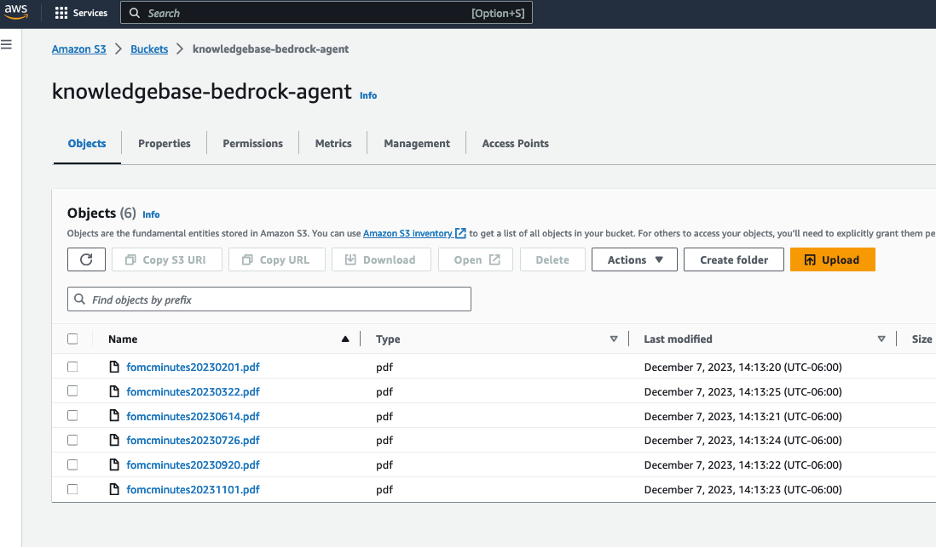 aws Services Search [Option+S]
Amazon S3 > Buckets > knowledgebase-bedrock-agent
knowledgebase-bedrock-agent Info
Objects Properties Permissions Metrics Management Access Points
Objects (6) Info
Objects are the fundamental entities stored in Amazon S3. You can use Amazon S3 inventory to get a list of all objects in your bucket. For others to access your objects, you'll need to explicitly grant them pe
Copy S3 URI Copy URL Download Open Delete Actions Create folder Upload
Find objects by prefix
Name Type Last modified Size
fomcminutes20230201.pdf pdf December 7, 2023, 14:13:20 (UTC-06:00)
fomcminutes20230322.pdf pdf December 7, 2023, 14:13:25 (UTC-06:00)
fomcminutes20230614.pdf pdf December 7, 2023, 14:13:21 (UTC-06:00)
fomcminutes20230726.pdf pdf December 7, 2023, 14:13:24 (UTC-06:00)
fomcminutes20230920.pdf pdf December 7, 2023, 14:13:22 (UTC-06:00)
fomcminutes20231101.pdf pdf December 7, 2023, 14:13:23 (UTC-06:00)